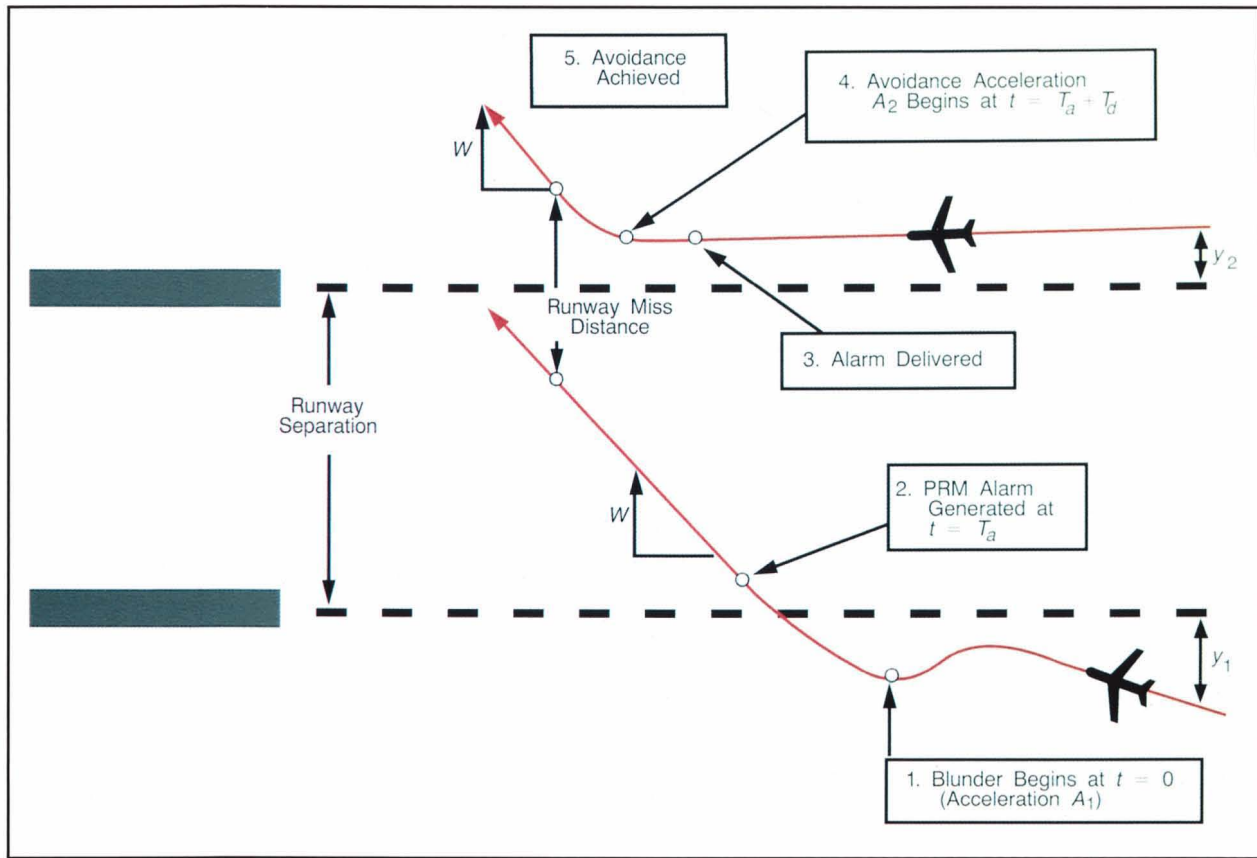 5. Avoidance
Achieved
4. Avoidance Acceleration
A2 Begins at t = Ta + Td
W
y2
Runway Miss
Distance
3. Alarm Delivered
Runway
Separation
2. PRM Alarm
Generated at
t = Ta
W
y1
1. Blunder Begins at t = 0
(Acceleration A1)